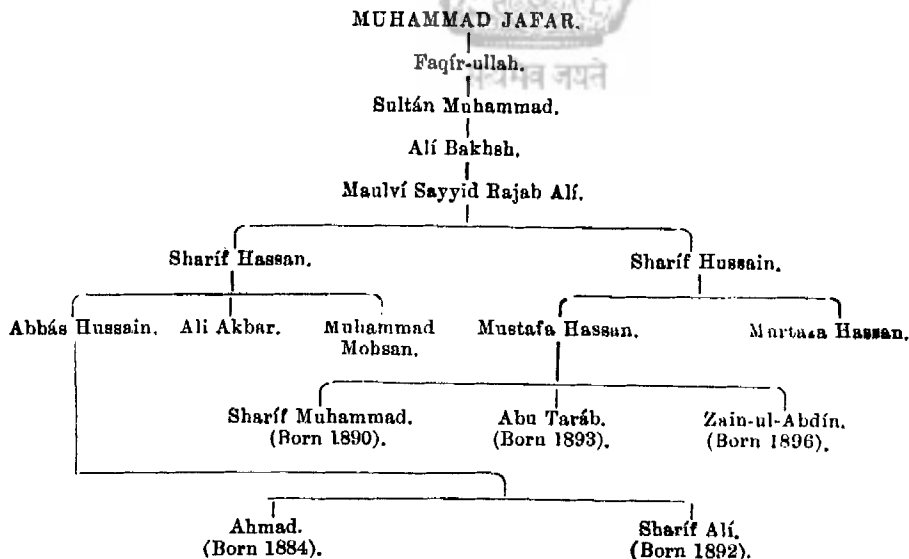 MUHAMMAD JAFAR.
Faqír-ullah.
Sultán Muhammad.
Alí Bakhsh.
Maulví Sayyid Rajab Alí.
Sharíf Hassan. Sharíf Hussain.
Abbás Hussain. Ali Akbar. Muhammad Mohsan. Mustafa Hassan. Murtaza Hassan.
Sharíf Muhammad. Abu Taráb. Zain-ul-Abdín.
(Born 1890). (Born 1893). (Born 1896).
Ahmad. Sharíf Alí.
(Born 1884). (Born 1892).